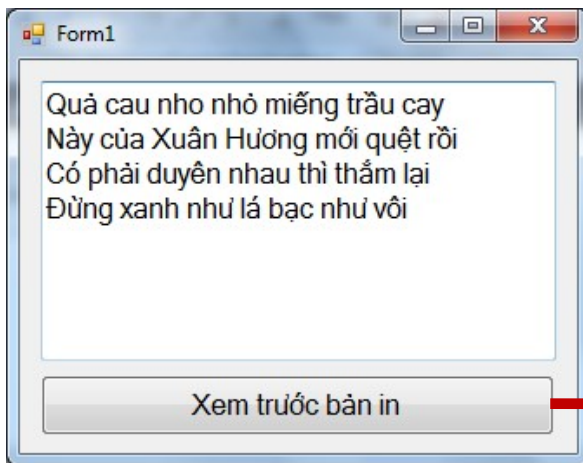 Form1
Quả cau nho nhỏ miếng trầu cay
Này của Xuân Hương mới quệt rồi
Có phải duyên nhau thì thắm lại
Đừng xanh như lá bạc như vôi
Xem trước bản in